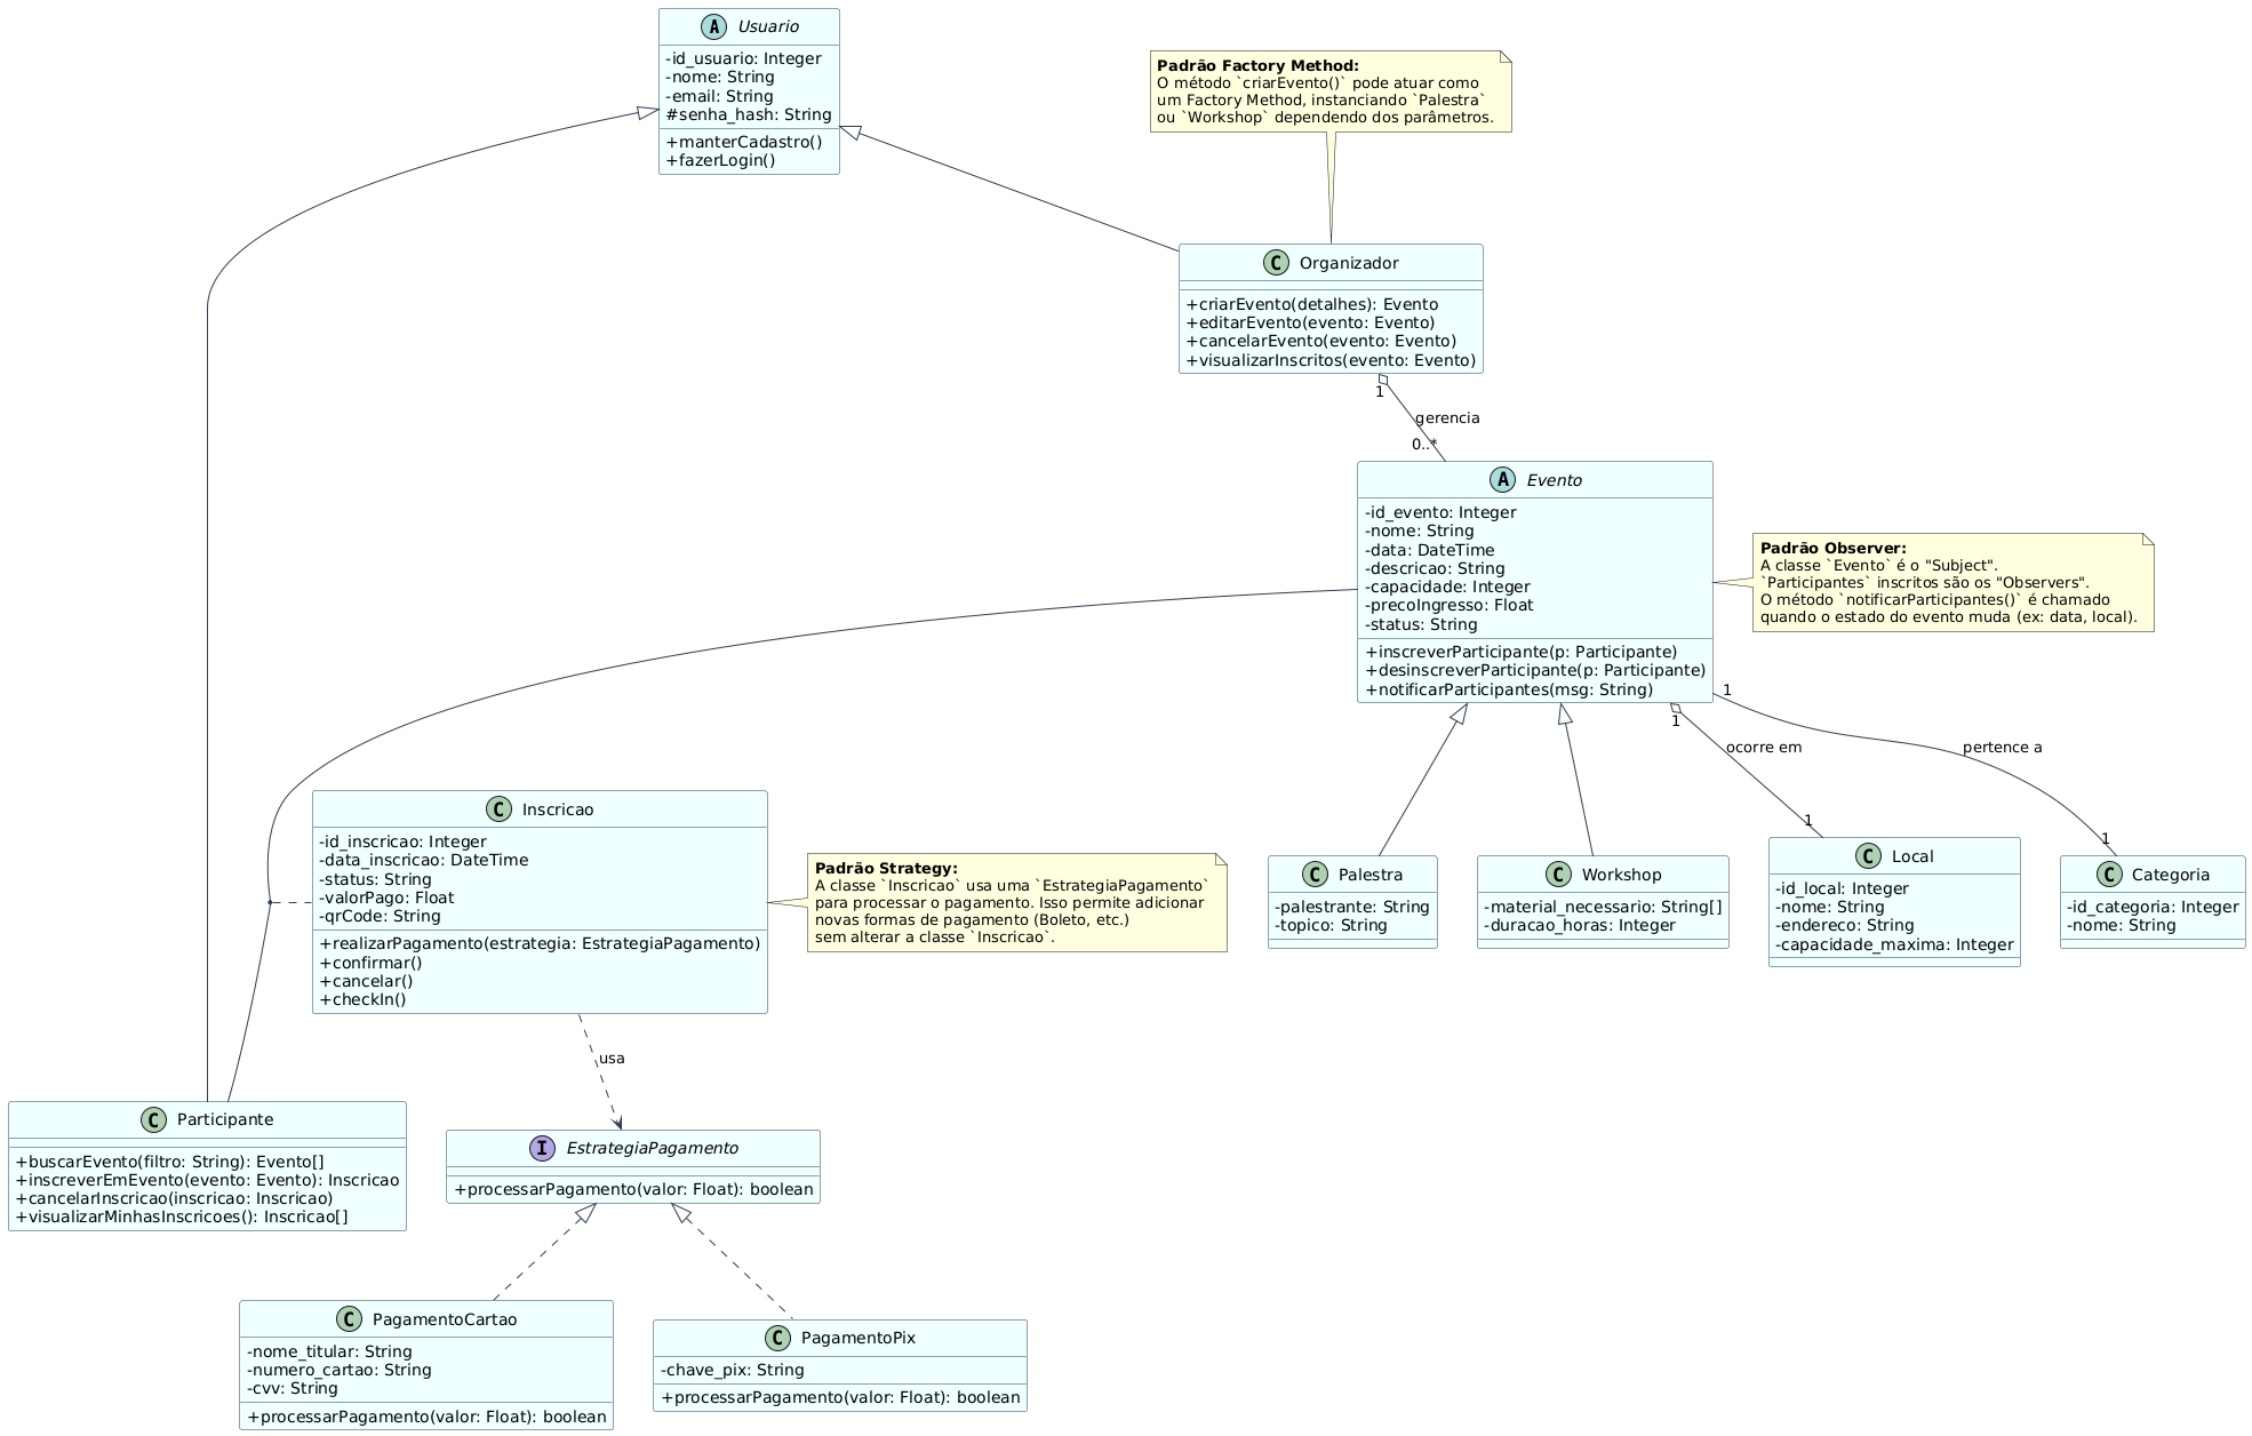 A Usuario
-id_usuario: Integer
-nome: String
-email: String
#senha_hash: String
+manterCadastro()
+fazerLogin()
Padrão Factory Method:
O método `criarEvento()` pode atuar como
um Factory Method, instanciando `Palestra`
ou `Workshop` dependendo dos parâmetros.
C Organizador
+criarEvento(detalhes): Evento
+editarEvento(evento: Evento)
+cancelarEvento(evento: Evento)
+visualizarInscritos(evento: Evento)
1
gerencia
0..*
A Evento
-id_evento: Integer
-nome: String
-data: DateTime
-descricao: String
-capacidade: Integer
-precoIngresso: Float
-status: String
+inscreverParticipante(p: Participante)
+desinscreverParticipante(p: Participante)
+notificarParticipantes(msg: String)
Padrão Observer:
A classe `Evento` é o "Subject".
`Participantes` inscritos são os "Observers".
O método `notificarParticipantes()` é chamado
quando o estado do evento muda (ex: data, local).
1
1
ocorre em
pertence a
1
1
C Inscricao
-id_inscricao: Integer
-data_inscricao: DateTime
-status: String
-valorPago: Float
-qrCode: String
+realizarPagamento(estrategia: EstrategiaPagamento)
+confirmar()
+cancelar()
+checkIn()
Padrão Strategy:
A classe `Inscricao` usa uma `EstrategiaPagamento`
para processar o pagamento. Isso permite adicionar
novas formas de pagamento (Boleto, etc.)
sem alterar a classe `Inscricao`.
C Palestra
-palestrante: String
-topico: String
C Workshop
-material_necessario: String[]
-duracao_horas: Integer
C Local
-id_local: Integer
-nome: String
-endereco: String
-capacidade_maxima: Integer
C Categoria
-id_categoria: Integer
-nome: String
usa
C Participante
+buscarEvento(filtro: String): Evento[]
+inscreverEmEvento(evento: Evento): Inscricao
+cancelarInscricao(inscricao: Inscricao)
+visualizarMinhasInscricoes(): Inscricao[]
I EstrategiaPagamento
+processarPagamento(valor: Float): boolean
C PagamentoCartao
-nome_titular: String
-numero_cartao: String
-cvv: String
+processarPagamento(valor: Float): boolean
C PagamentoPix
-chave_pix: String
+processarPagamento(valor: Float): boolean